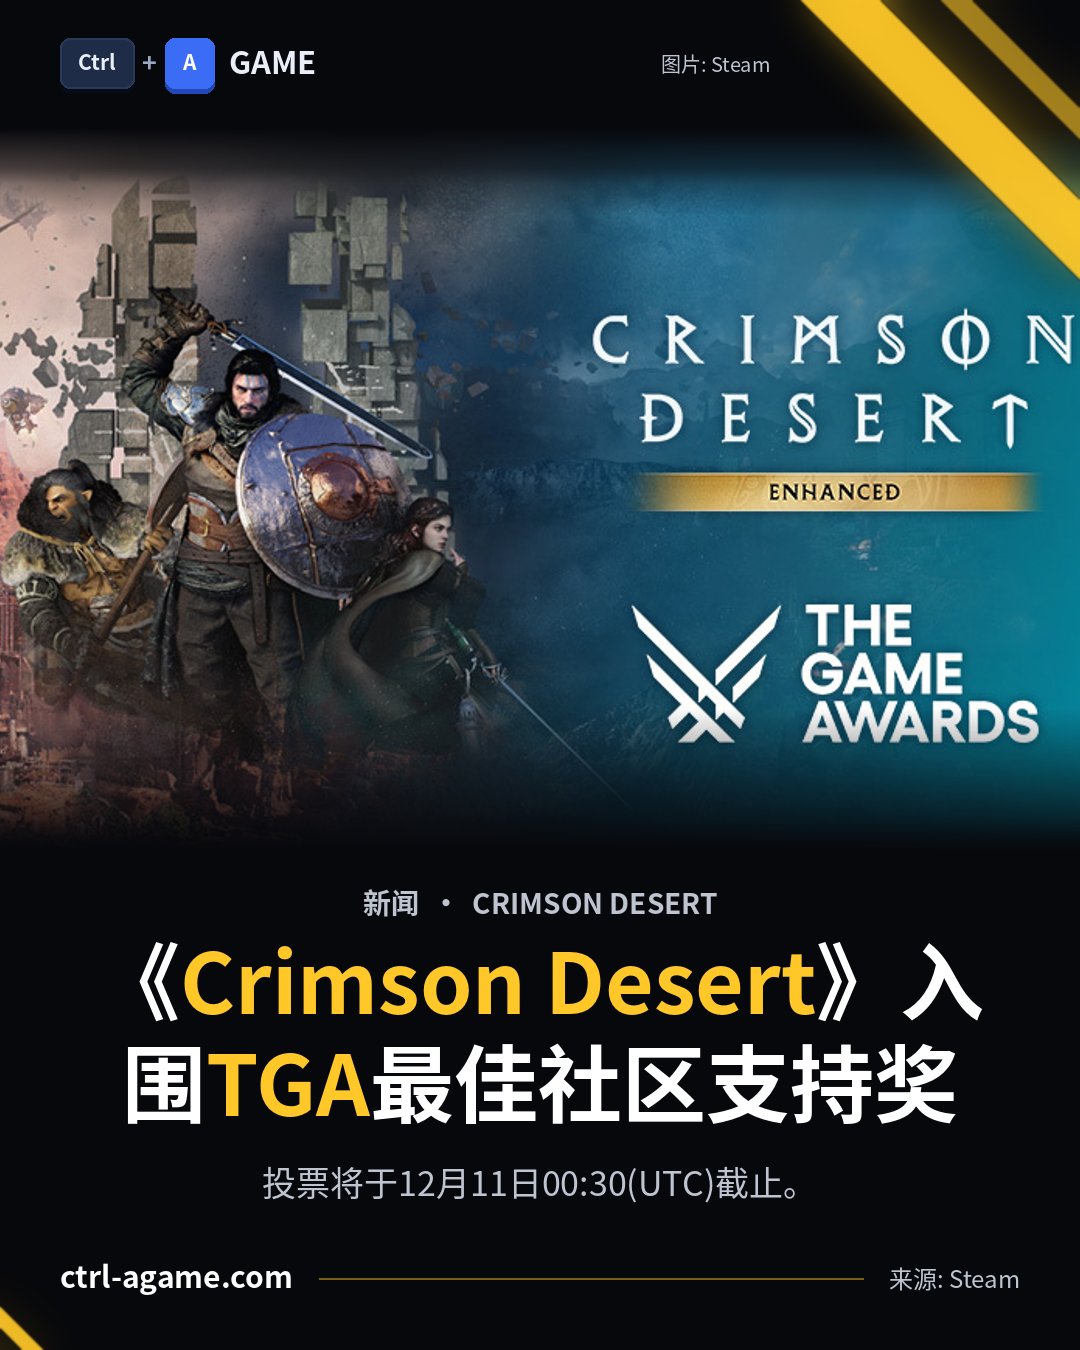 Ctrl + A GAME
图片: Steam
CRIMSON
DESERT
ENHANCED
THE
GAME
AWARDS
新闻 · CRIMSON DESERT
《Crimson Desert》入
围TGA最佳社区支持奖
投票将于12月11日00:30(UTC)截止。
ctrl-agame.com
来源: Steam